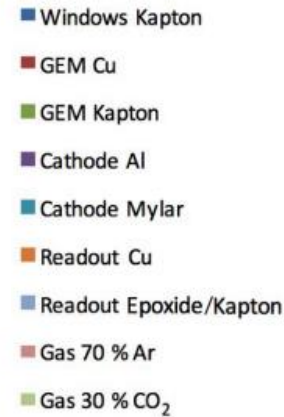 Windows Kapton
GEM Cu
GEM Kapton
Cathode Al
Cathode Mylar
Readout Cu
Readout Epoxide/Kapton
Gas 70 % Ar
Gas 30 % CO₂